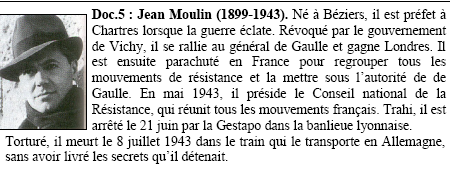 Doc.5 : Jean Moulin (1899-1943). Né à Béziers, il est préfet à
Chartres lorsque la guerre éclate. Révoqué par le gouvernement
de Vichy, il se rallie au général de Gaulle et gagne Londres. Il
est ensuite parachuté en France pour regrouper tous les
mouvements de résistance et la mettre sous l'autorité de de
Gaulle. En mai 1943, il préside le Conseil national de la
Résistance, qui réunit tous les mouvements français. Trahi, il est
arrêté le 21 juin par la Gestapo dans la banlieue lyonnaise.
Torturé, il meurt le 8 juillet 1943 dans le train qui le transporte en Allemagne,
sans avoir livré les secrets qu'il détenait.